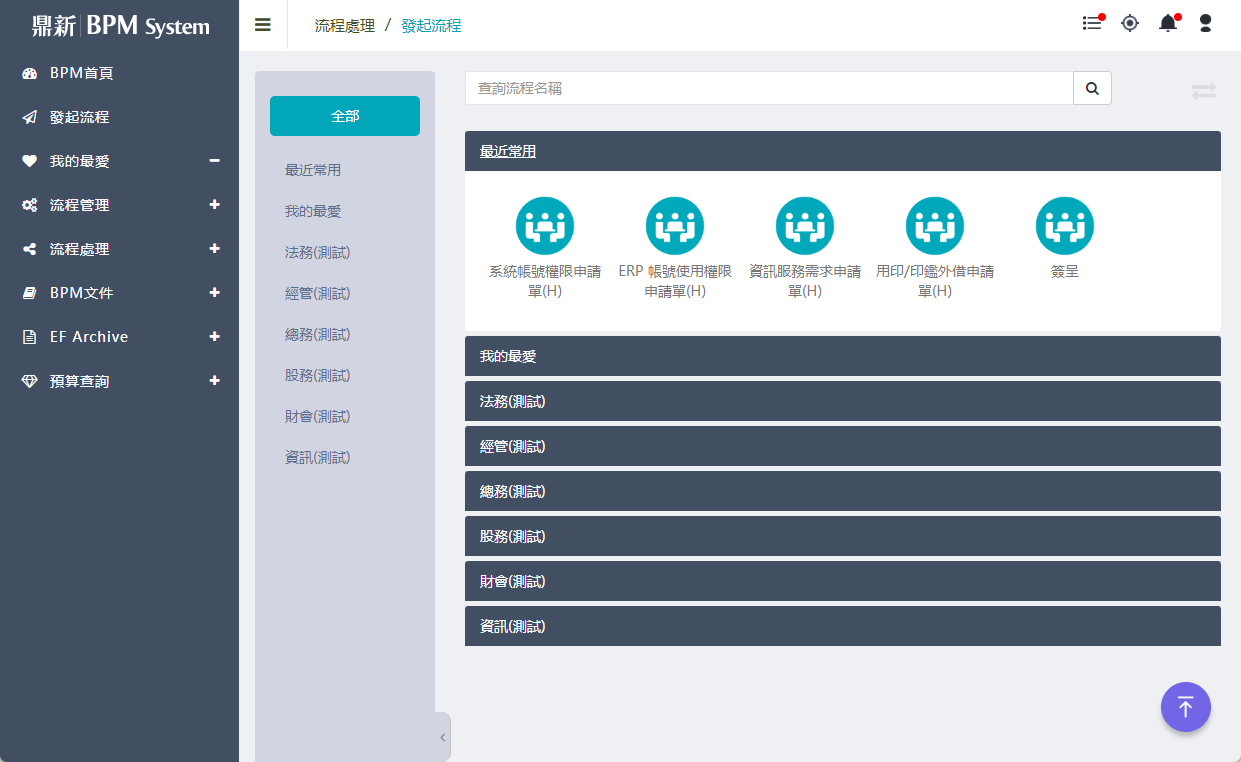 鼎新 BPM System
BPM首頁
發起流程
我的最愛
流程管理
流程處理
BPM文件
EF Archive
預算查詢
流程處理 / 發起流程
全部
最近常用
我的最愛
法務(測試)
經管(測試)
總務(測試)
股務(測試)
財會(測試)
資訊(測試)
查詢流程名稱
最近常用
系統帳號權限申請
單(H)
ERP 帳號使用權限
申請單(H)
資訊服務需求申請
單(H)
用印/印鑑外借申請
單(H)
簽呈
我的最愛
法務(測試)
經管(測試)
總務(測試)
股務(測試)
財會(測試)
資訊(測試)